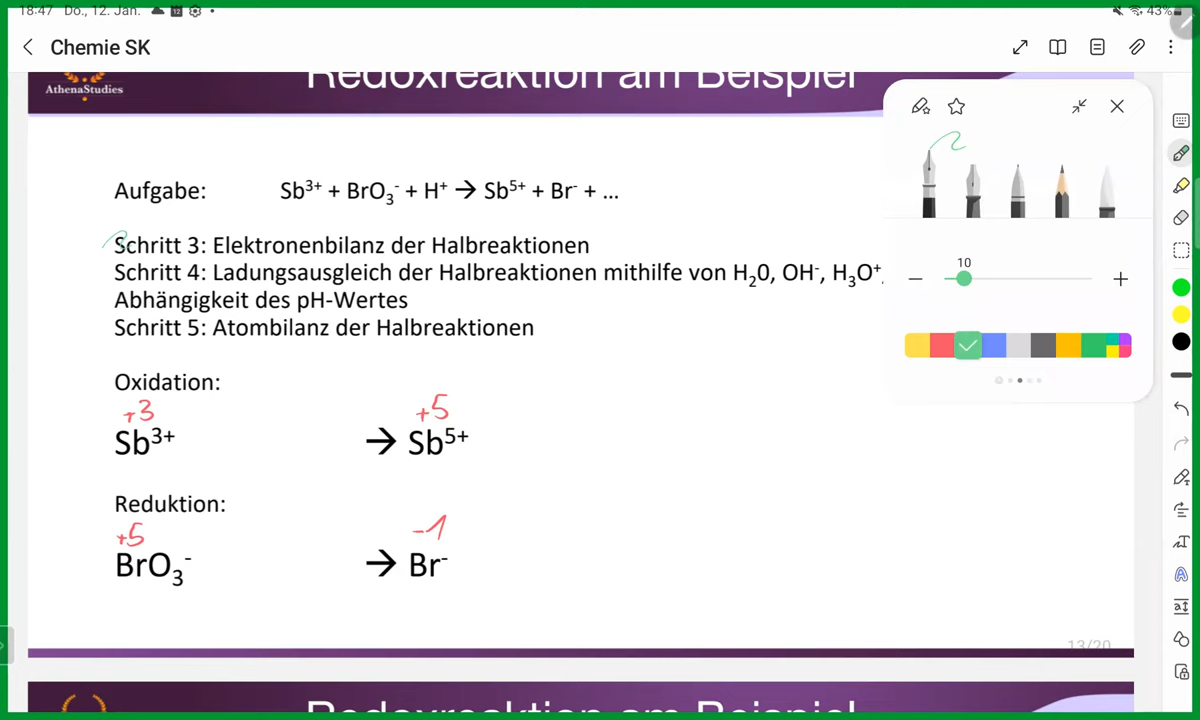 18:47 Do., 12. Jan. 12
43%
Chemie SK
AthenaStudies
Redoxreaktion am Beispiel
Aufgabe: Sb³⁺ + BrO₃⁻ + H⁺ → Sb⁵⁺ + Br⁻ + ...
Schritt 3: Elektronenbilanz der Halbreaktionen
Schritt 4: Ladungsausgleich der Halbreaktionen mithilfe von H₂0, OH⁻, H₃O⁺,
Abhängigkeit des pH-Wertes
Schritt 5: Atombilanz der Halbreaktionen
10
Oxidation:
+3 +5
Sb³⁺ → Sb⁵⁺
Reduktion:
+5 -1
BrO₃⁻ → Br⁻
13/20
Redoxreaktion am Beispiel